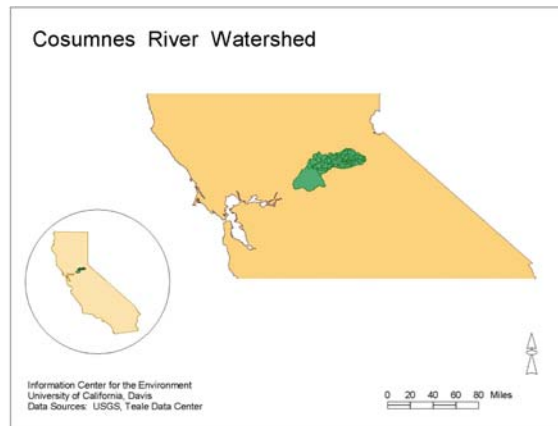 Cosumnes River Watershed
Information Center for the Environment
University of California, Davis
Data Sources: USGS, Teale Data Center
0 20 40 60 80 Miles